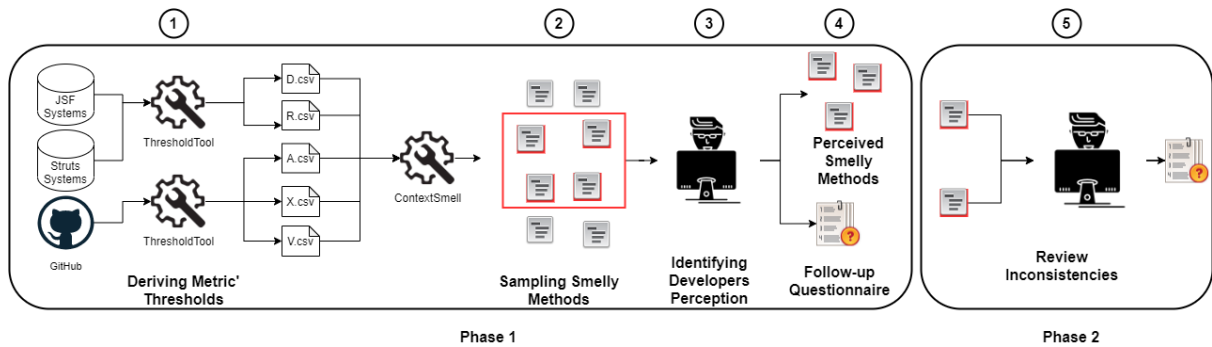 1
2
3
4
5
JSF
Systems
Struts
Systems
GitHub
ThresholdTool
ThresholdTool
D.csv
R.csv
A.csv
X.csv
V.csv
ContextSmell
Deriving Metric'
Thresholds
Sampling Smelly
Methods
Identifying
Developers
Perception
Perceived
Smelly
Methods
?
Follow-up
Questionnaire
Review
Inconsistencies
?
Phase 1
Phase 2